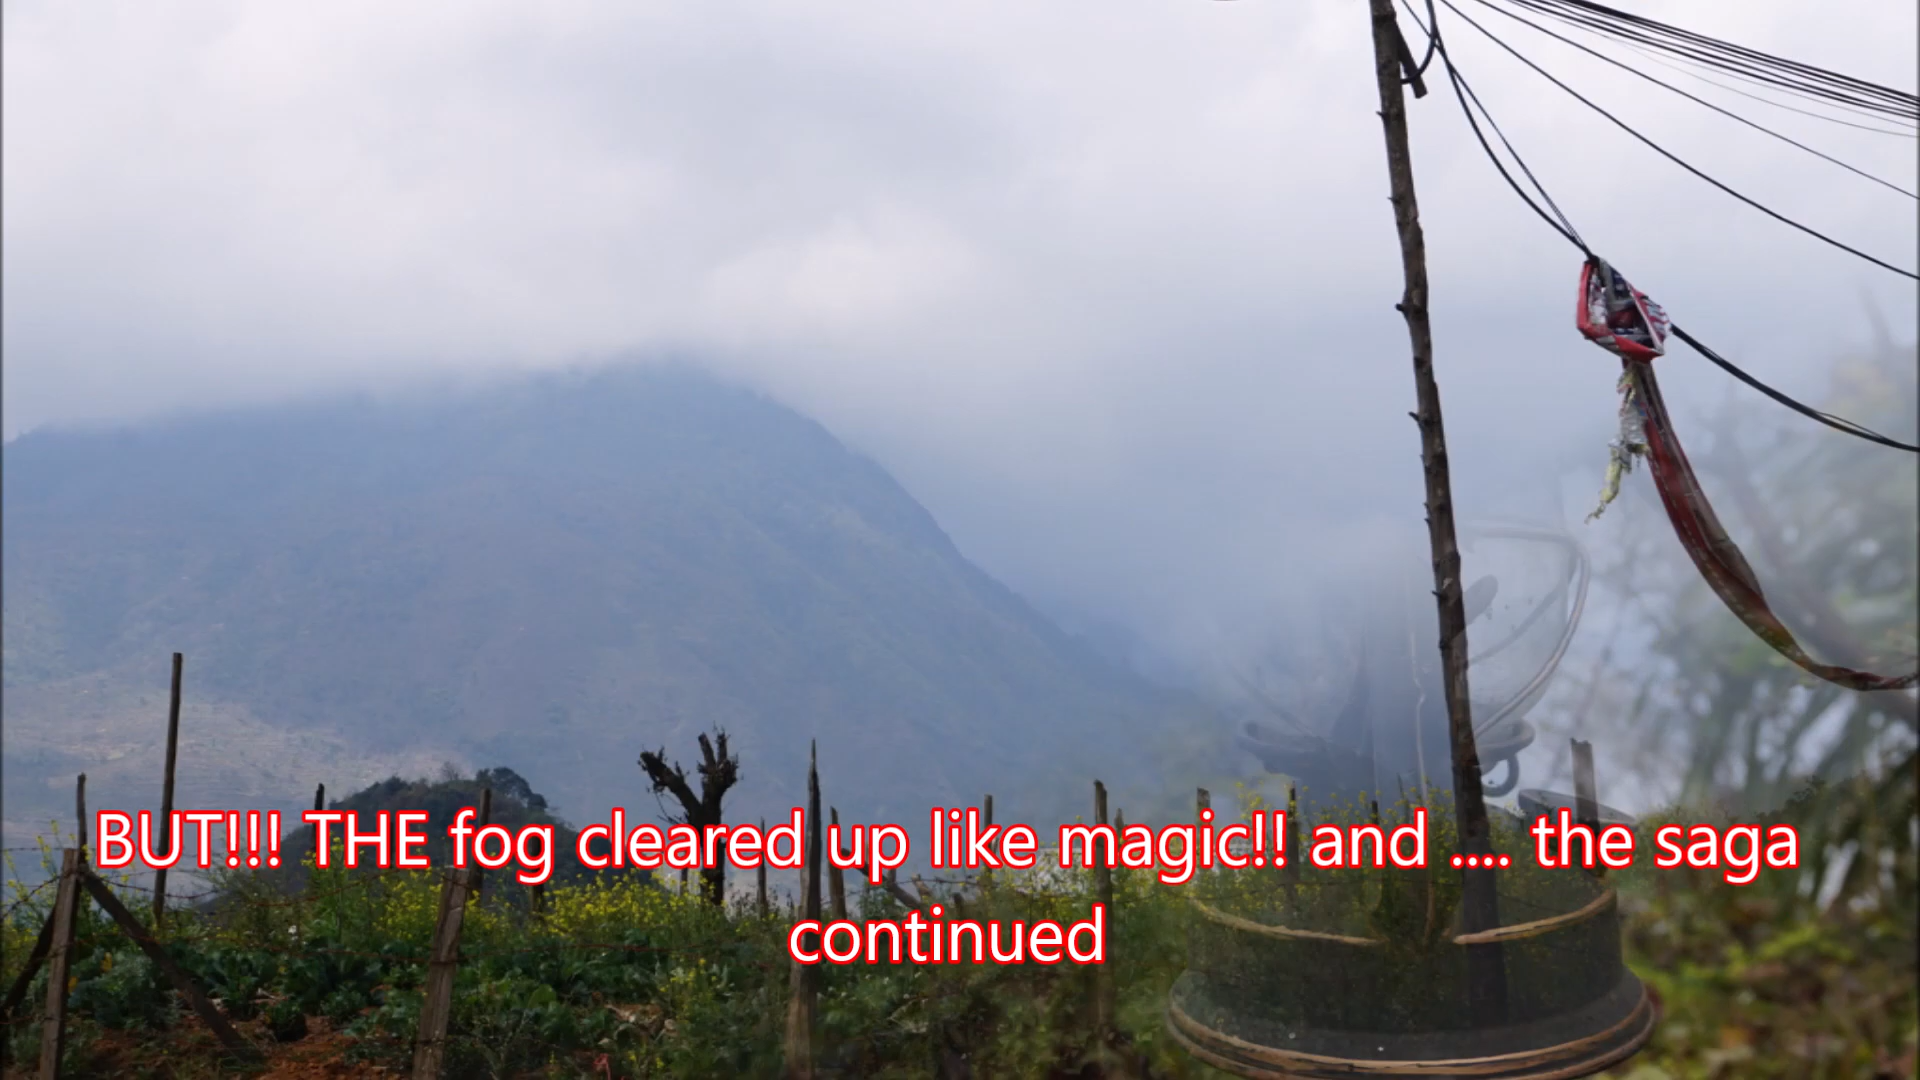 BUT!!! THE fog cleared up like magic!! and .... the saga
continued